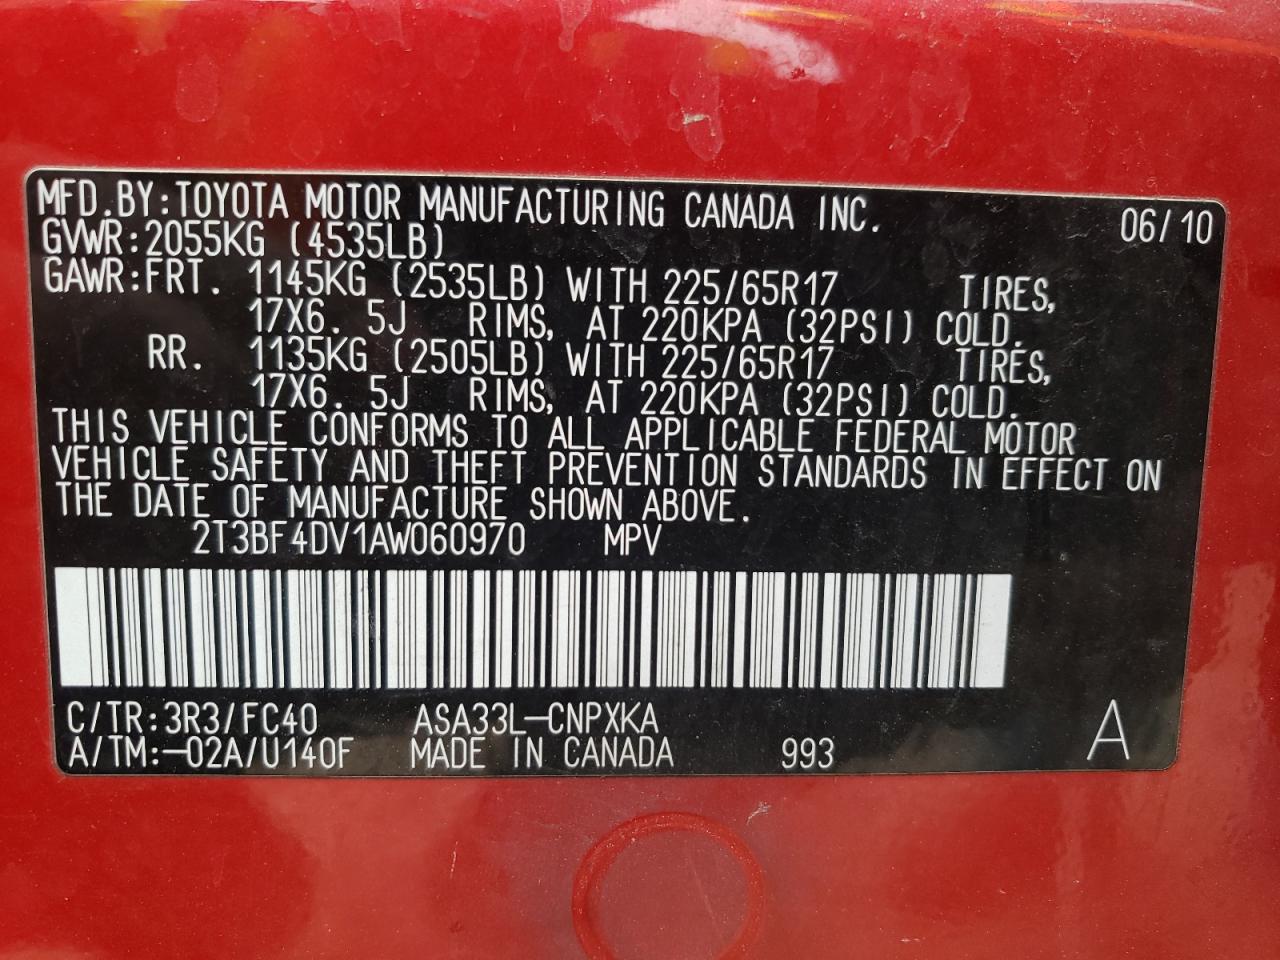 MFD.BY:TOYOTA MOTOR MANUFACTURING CANADA INC. 06/10
GVWR:2055KG (4535LB)
GAWR:FRT. 1145KG (2535LB) WITH 225/65R17 TIRES,
17X6. 5J RIMS, AT 220KPA (32PSI) COLD.
RR. 1135KG (2505LB) WITH 225/65R17 TIRES,
17X6. 5J RIMS, AT 220KPA (32PSI) COLD.
THIS VEHICLE CONFORMS TO ALL APPLICABLE FEDERAL MOTOR
VEHICLE SAFETY AND THEFT PREVENTION STANDARDS IN EFFECT ON
THE DATE OF MANUFACTURE SHOWN ABOVE.
2T3BF4DV1AW060970 MPV
C/TR:3R3/FC40 ASA33L-CNPXKA
A/TM:-02A/U140F MADE IN CANADA 993 A